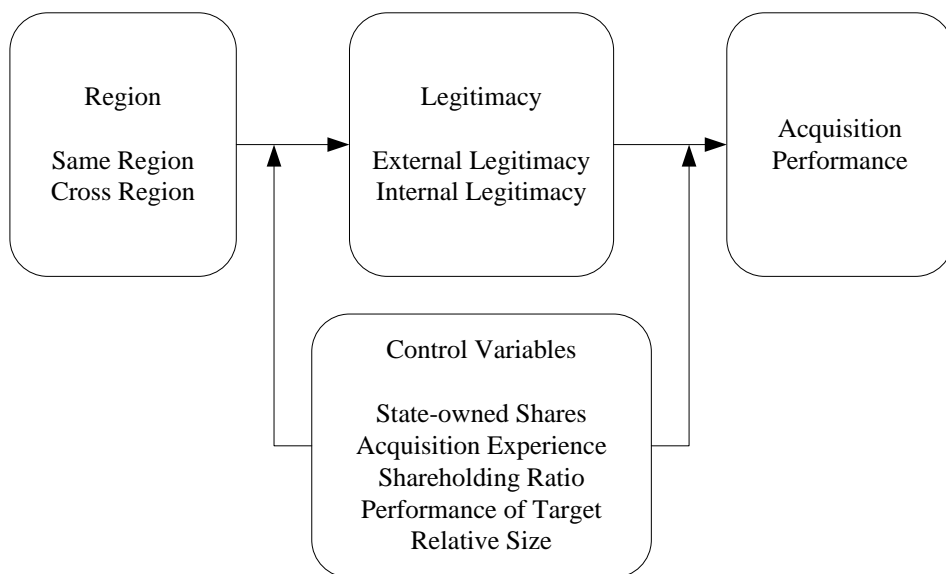 Region
Same Region
Cross Region
Legitimacy
External Legitimacy
Internal Legitimacy
Acquisition
Performance
Control Variables
State-owned Shares
Acquisition Experience
Shareholding Ratio
Performance of Target
Relative Size